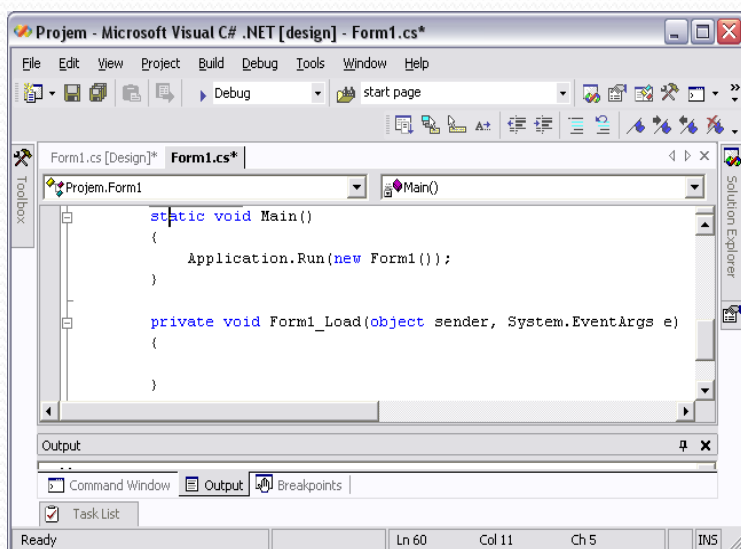 Projem - Microsoft Visual C# .NET [design] - Form1.cs*
File Edit View Project Build Debug Tools Window Help
Debug start page
Form1.cs [Design]* Form1.cs*
Toolbox
Projem.Form1 Main()
static void Main()
{
Application.Run(new Form1());
}
private void Form1_Load(object sender, System.EventArgs e)
{
}
Solution Explorer
Output
Command Window Output Breakpoints
Task List
Ready Ln 60 Col 11 Ch 5 INS